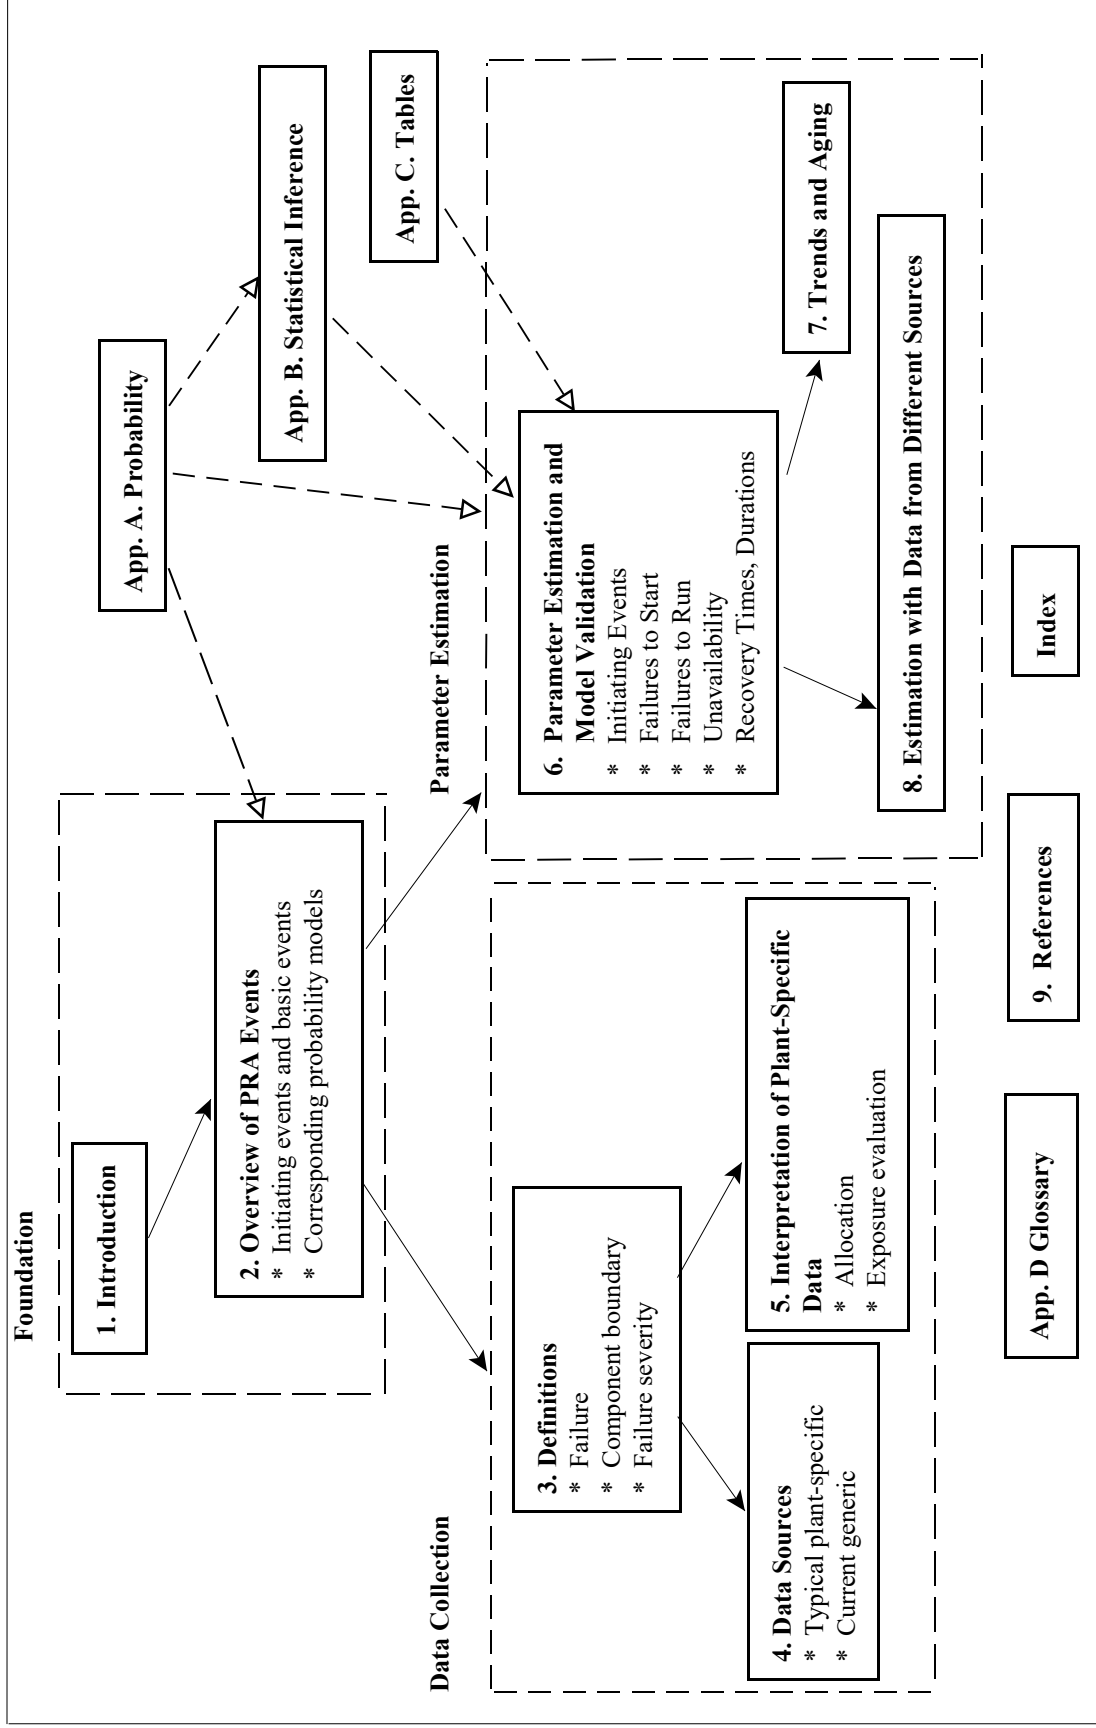 Foundation
1. Introduction
2. Overview of PRA Events
* Initiating events and basic events
* Corresponding probability models
App. A. Probability
App. B. Statistical Inference
App. C. Tables
Data Collection
3. Definitions
* Failure
* Component boundary
* Failure severity
4. Data Sources
* Typical plant-specific
* Current generic
5. Interpretation of Plant-Specific
Data
* Allocation
* Exposure evaluation
Parameter Estimation
6. Parameter Estimation and
Model Validation
* Initiating Events
* Failures to Start
* Failures to Run
* Unavailability
* Recovery Times, Durations
7. Trends and Aging
8. Estimation with Data from Different Sources
App. D Glossary
9. References
Index